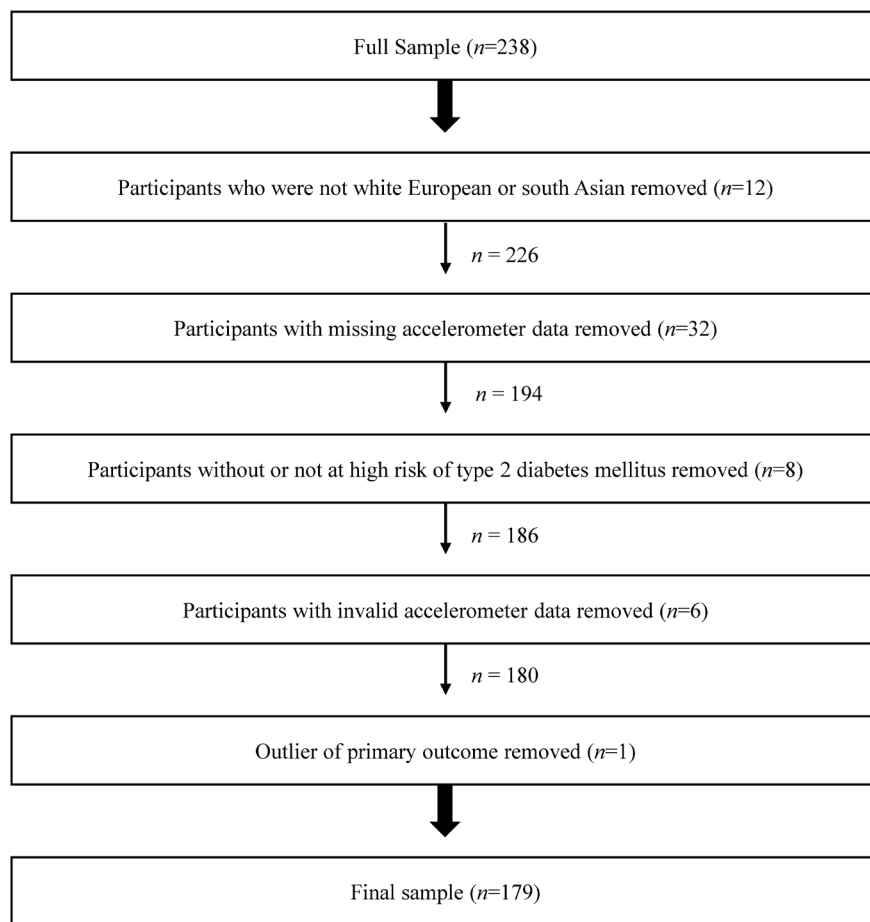 Full Sample (n=238)
Participants who were not white European or south Asian removed (n=12)
n = 226
Participants with missing accelerometer data removed (n=32)
n = 194
Participants without or not at high risk of type 2 diabetes mellitus removed (n=8)
n = 186
Participants with invalid accelerometer data removed (n=6)
n = 180
Outlier of primary outcome removed (n=1)
Final sample (n=179)